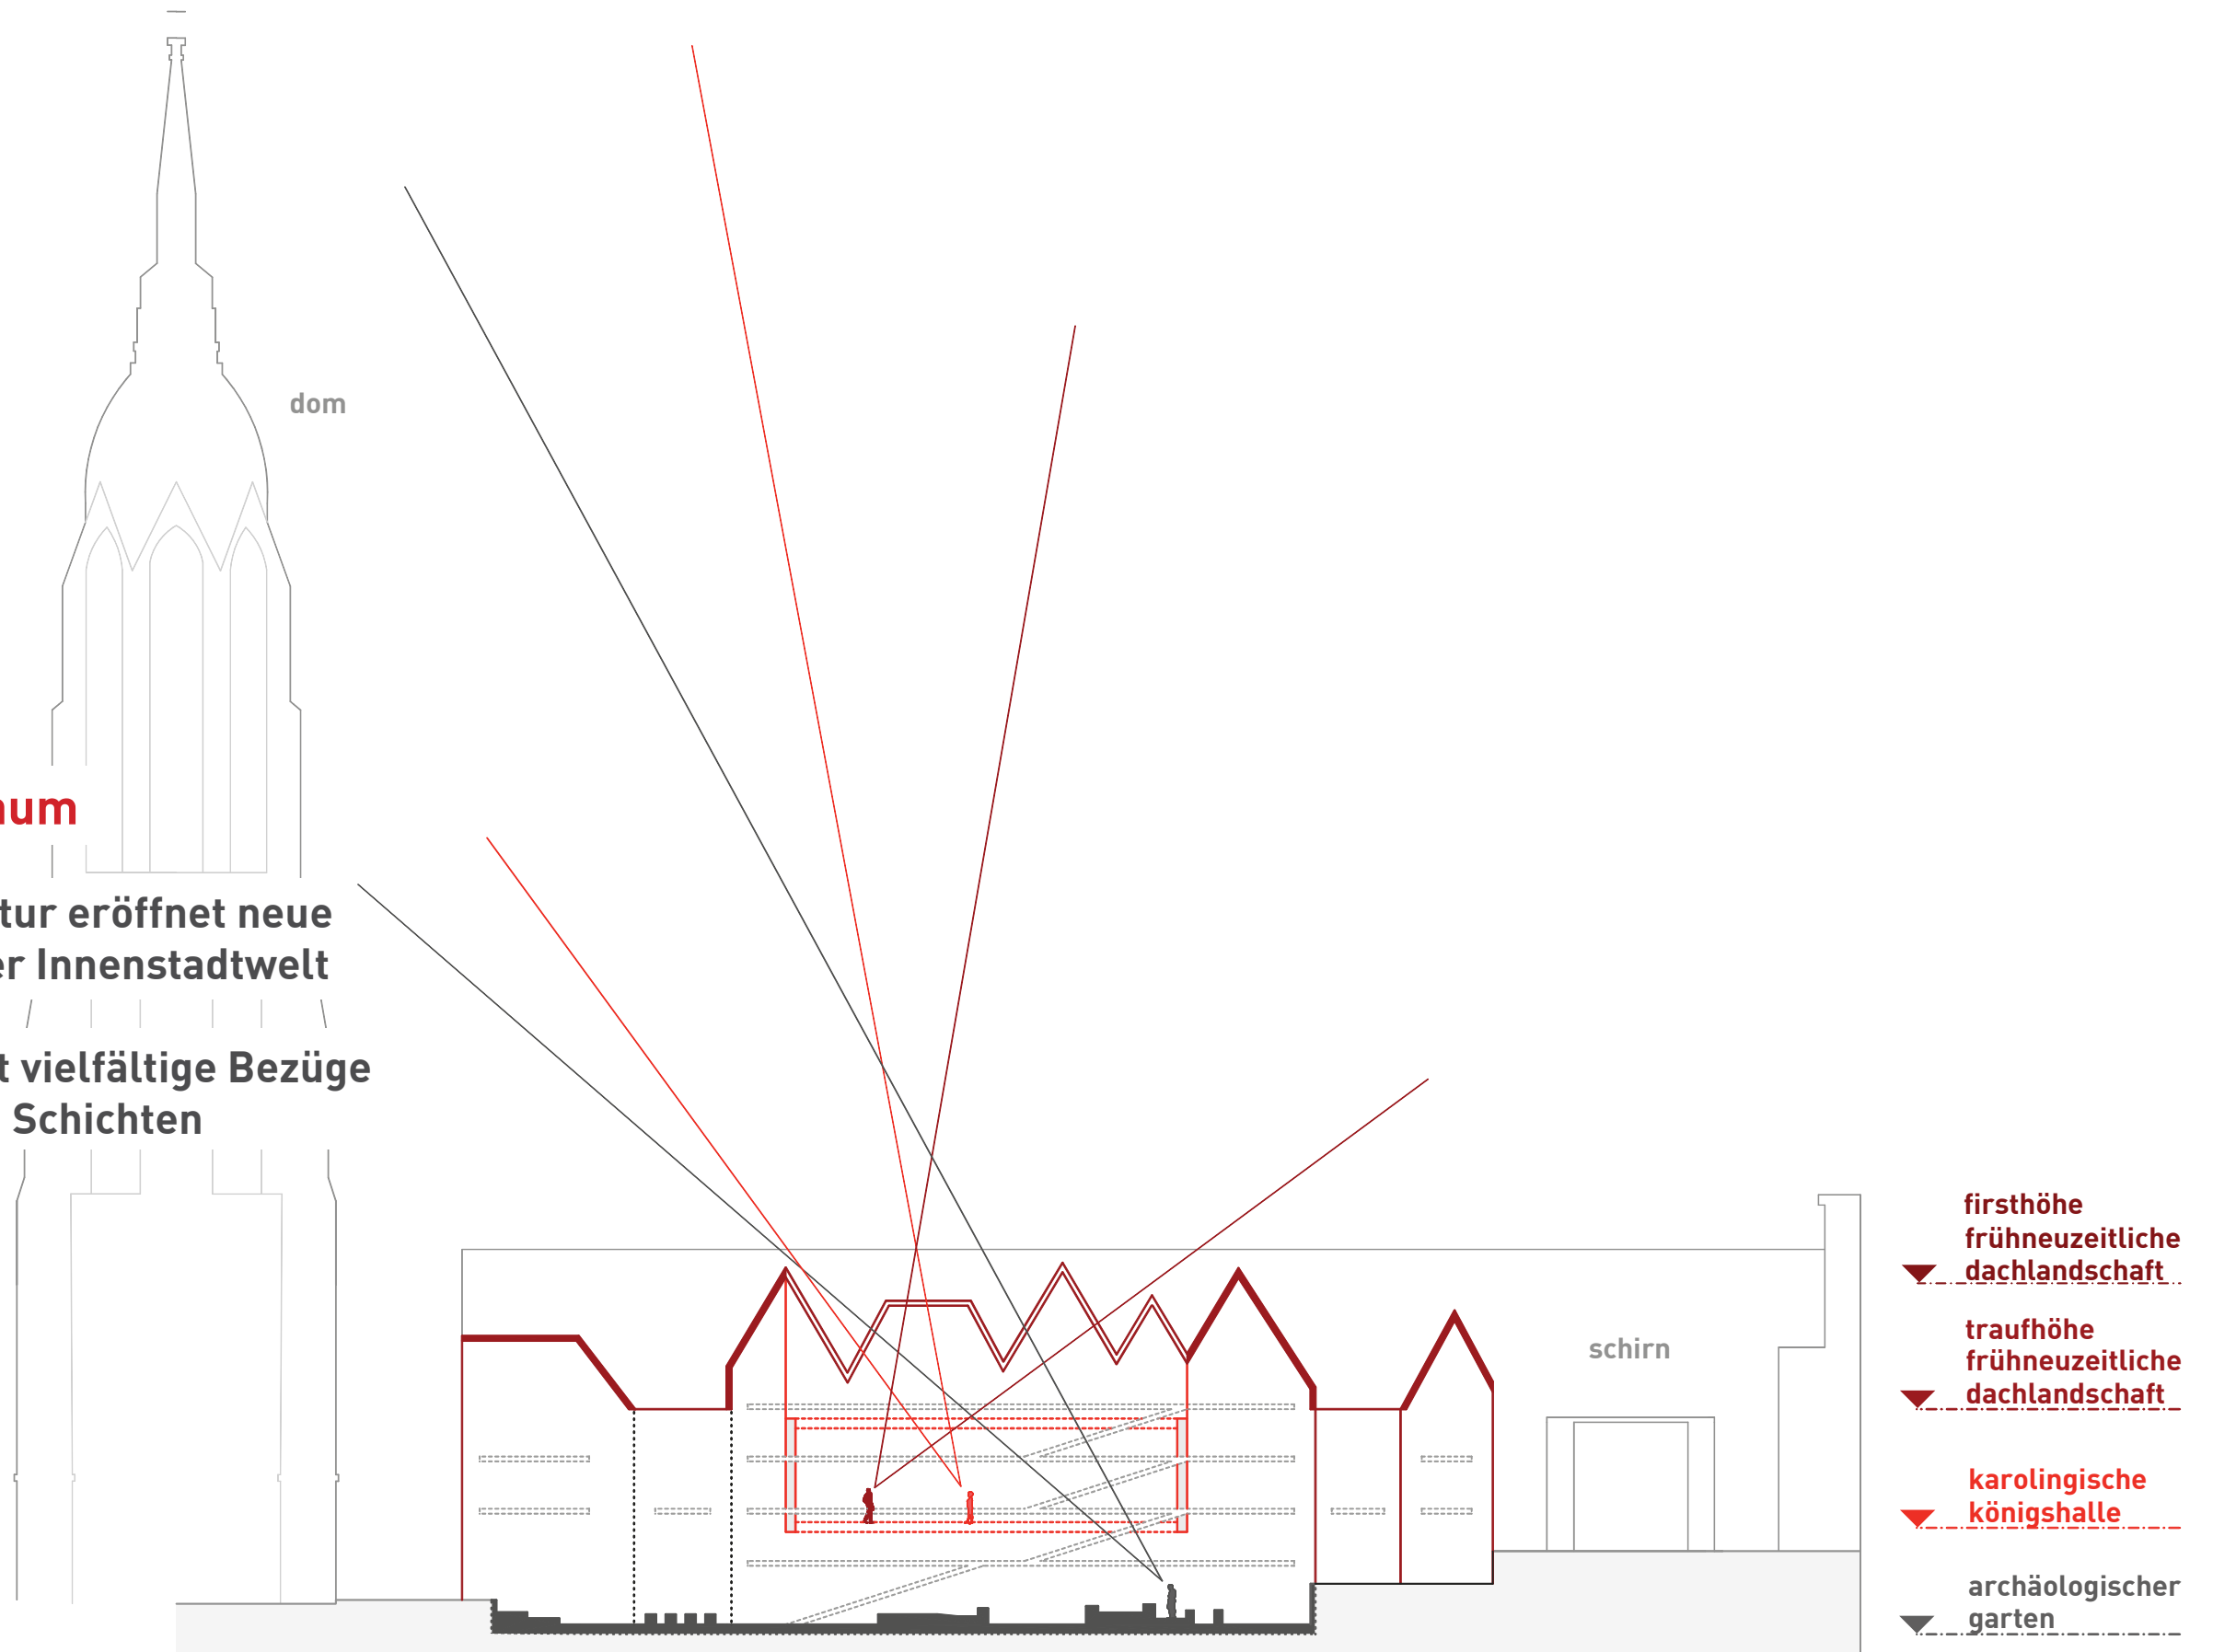 dom
tur eröffnet neue
er Innenstadtwelt
t vielfältige Bezüge
Schichten
firsthöhe
frühneuzeitliche
dachlandschaft
traufhöhe
frühneuzeitliche
dachlandschaft
schirn
karolingische
königshalle
archäologischer
garten